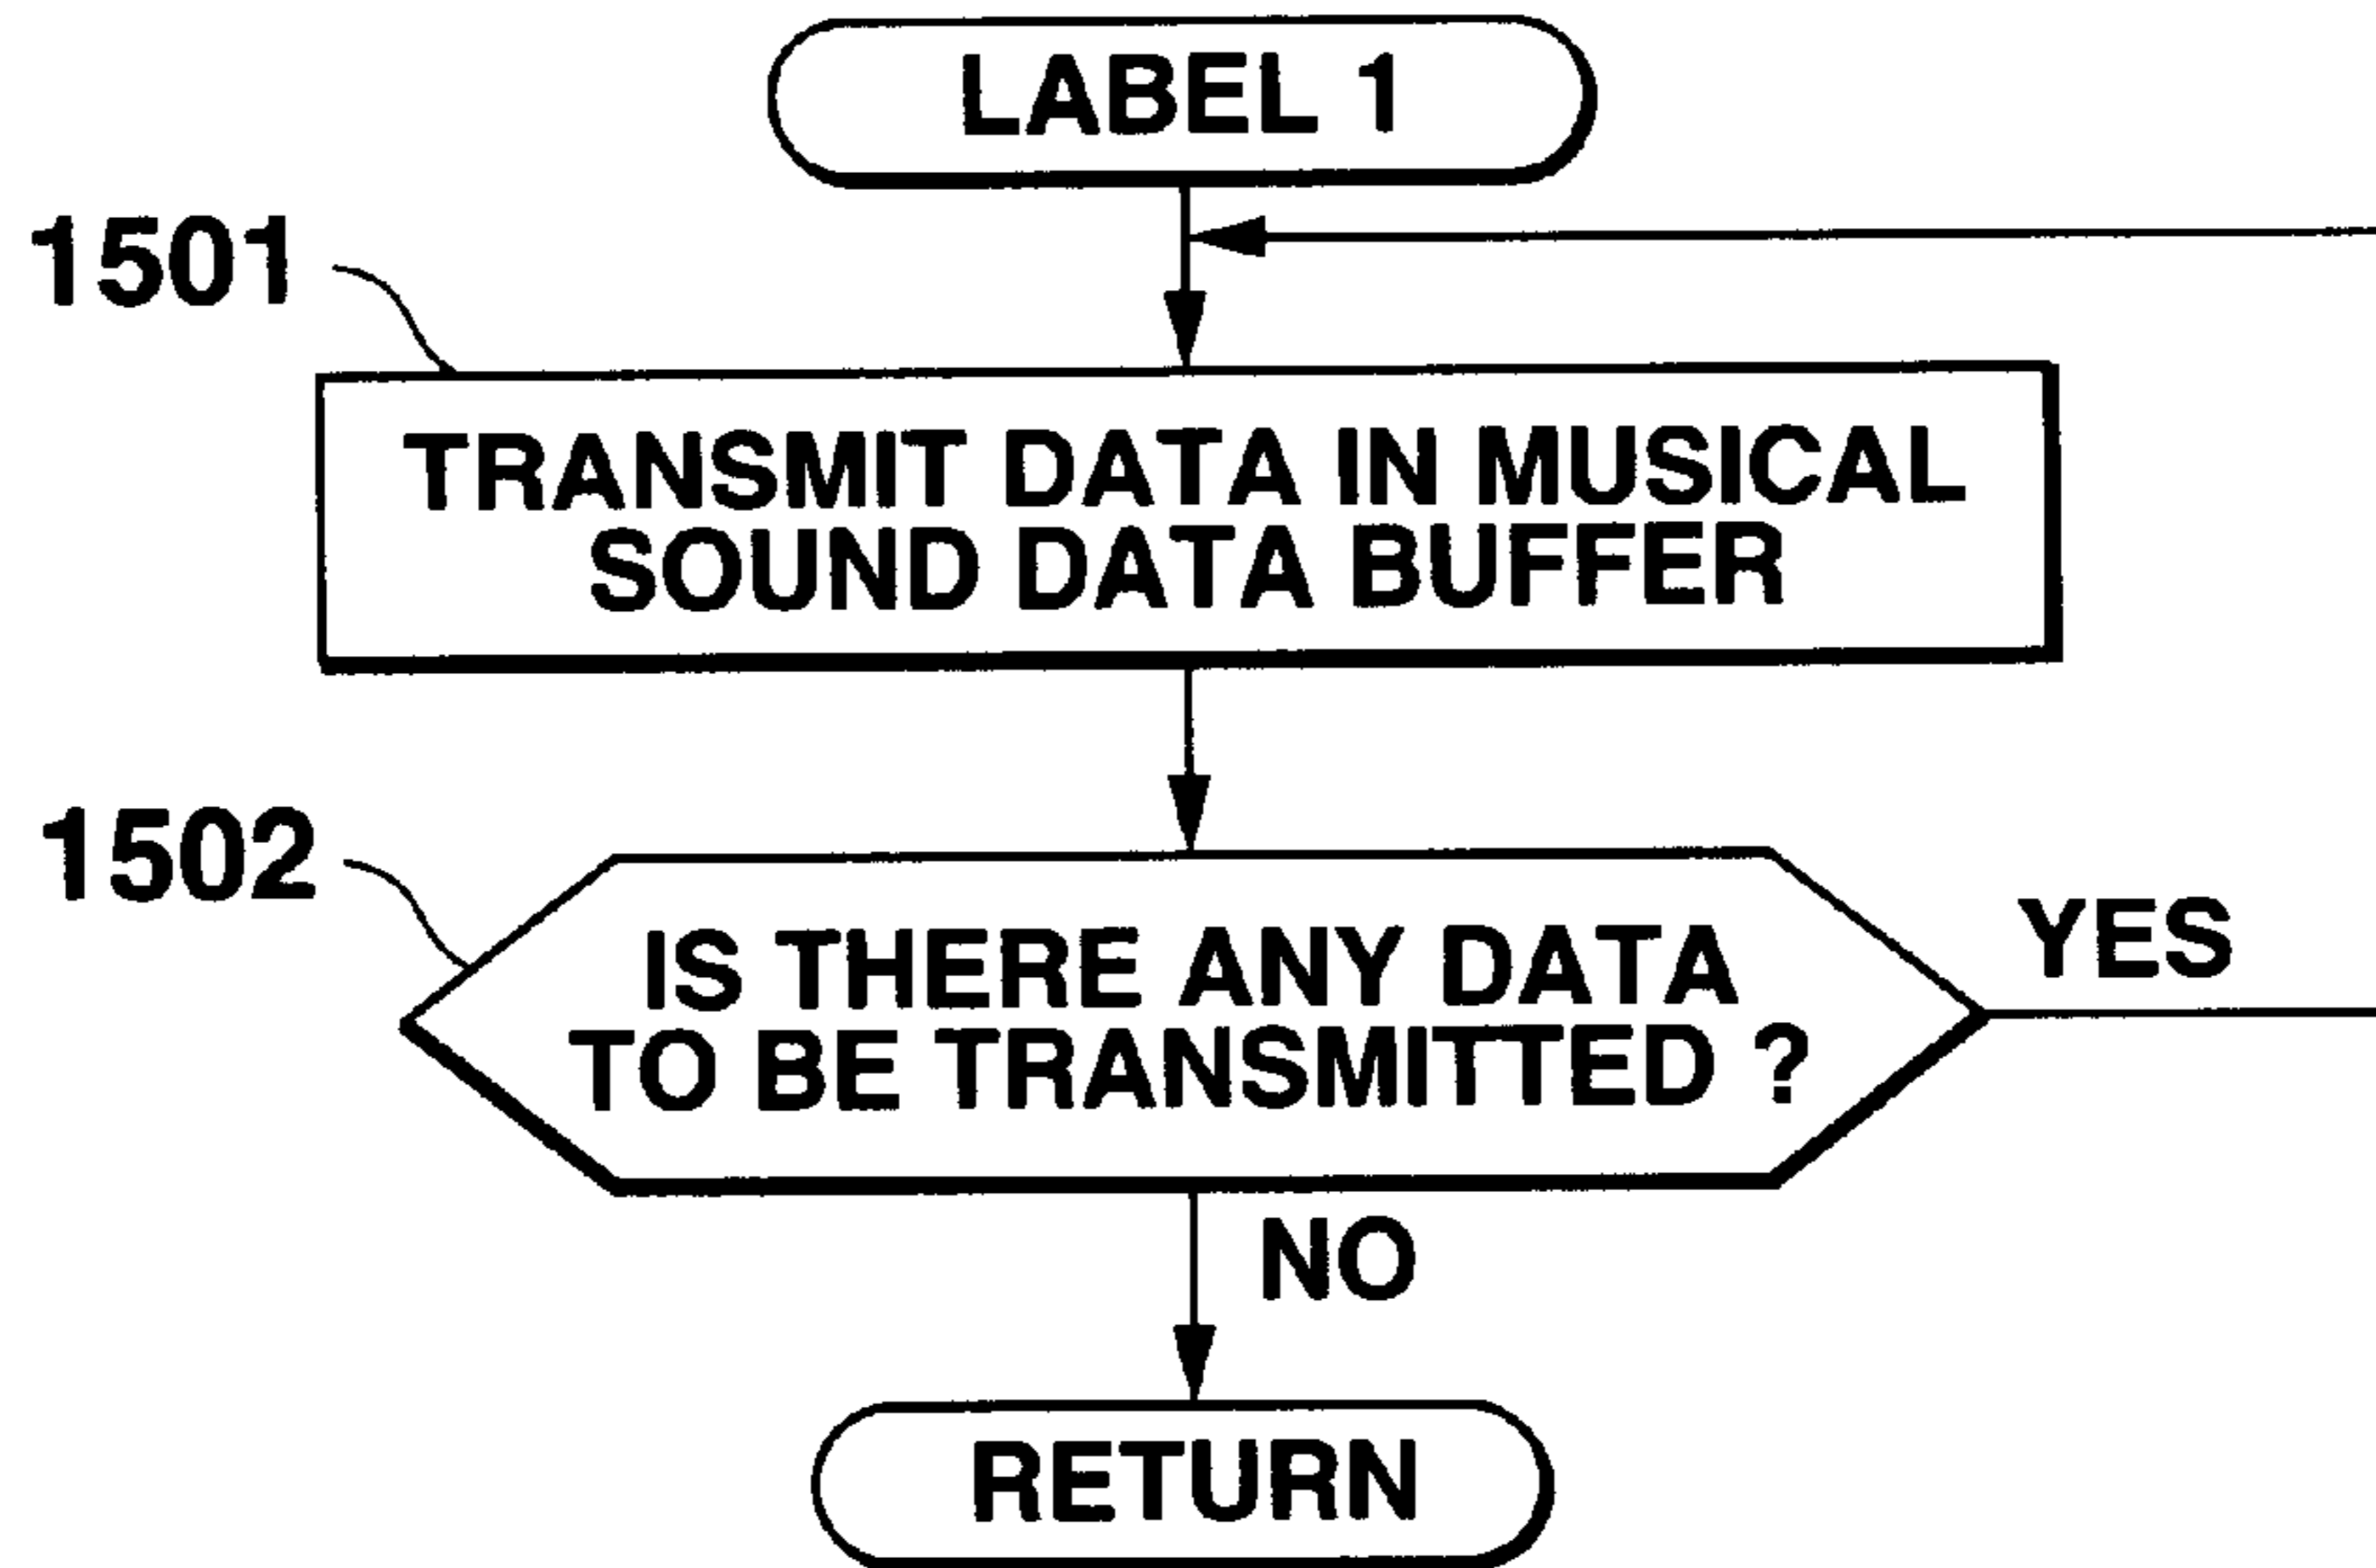 LABEL 1
1501
TRANSMIT DATA IN MUSICAL
SOUND DATA BUFFER
1502
IS THERE ANY DATA
TO BE TRANSMITTED ?
YES
NO
RETURN